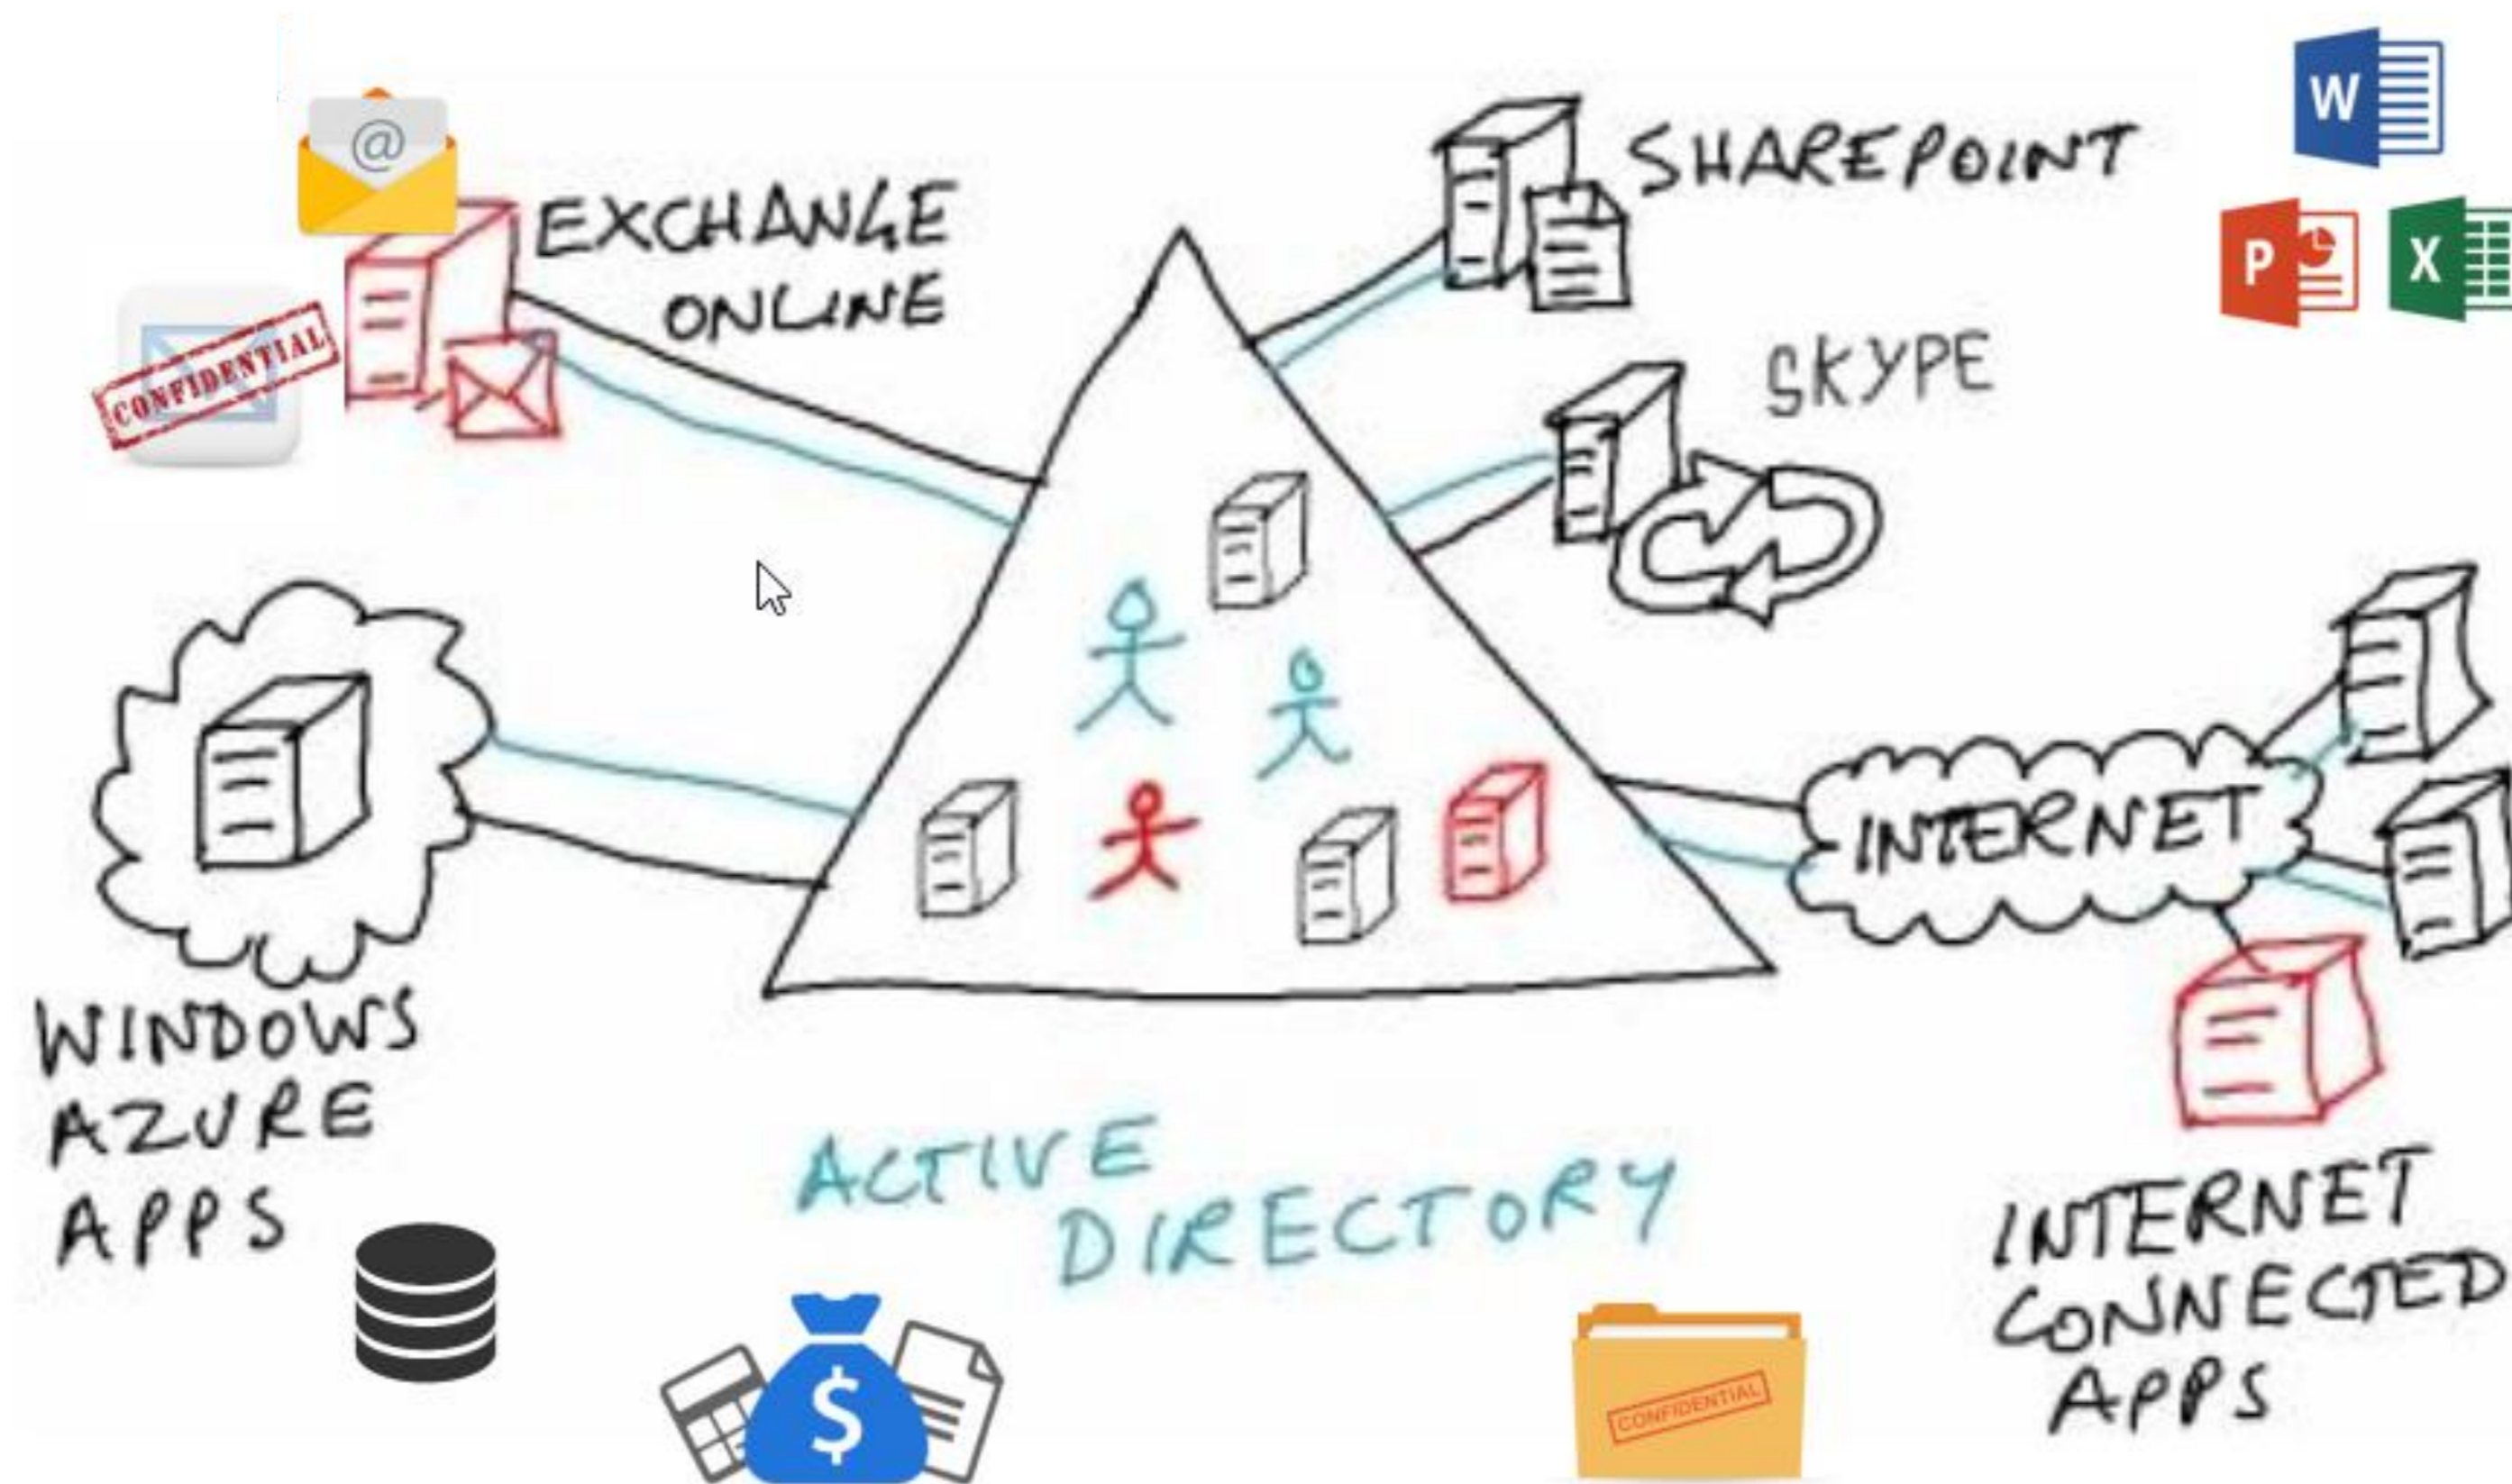 @
EXCHANGE
ONLINE
CONFIDENTIAL
SHAREPOINT
W
P
X
SKYPE
INTERNET
WINDOWS
AZURE
APPS
ACTIVE
DIRECTORY
INTERNET
CONNECTED
APPS
$
CONFIDENTIAL